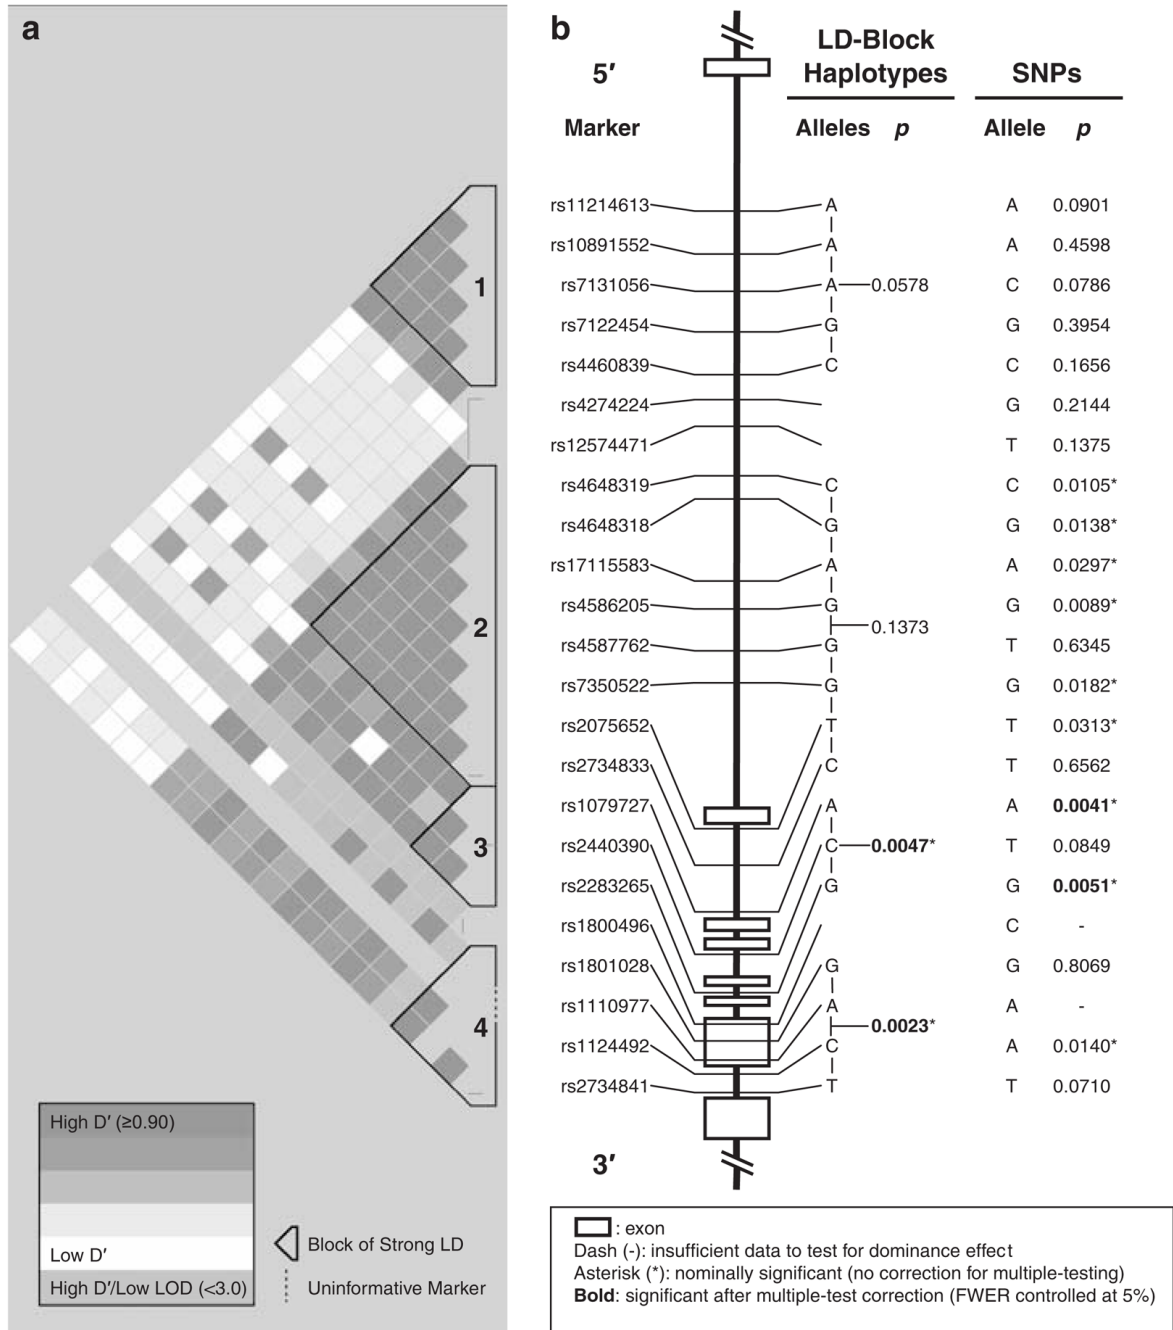 a
1
2
3
4
High D′ (≥0.90)
Low D′
High D′/Low LOD (<3.0)
Block of Strong LD
Uninformative Marker
b
5′
LD-Block
Haplotypes
SNPs
Marker Alleles p Allele p
rs11214613 A A 0.0901
rs10891552 A A 0.4598
rs7131056 A 0.0578 C 0.0786
rs7122454 G G 0.3954
rs4460839 C C 0.1656
rs4274224 G 0.2144
rs12574471 T 0.1375
rs4648319 C C 0.0105*
rs4648318 G G 0.0138*
rs17115583 A A 0.0297*
rs4586205 G G 0.0089*
0.1373
rs4587762 G T 0.6345
rs7350522 G G 0.0182*
rs2075652 T T 0.0313*
rs2734833 C T 0.6562
rs1079727 A A 0.0041*
rs2440390 C 0.0047* T 0.0849
rs2283265 G G 0.0051*
rs1800496 C -
rs1801028 G G 0.8069
rs1110977 A A -
0.0023*
rs1124492 C A 0.0140*
rs2734841 T T 0.0710
3′
: exon
Dash (-): insufficient data to test for dominance effect
Asterisk (*): nominally significant (no correction for multiple-testing)
Bold: significant after multiple-test correction (FWER controlled at 5%)